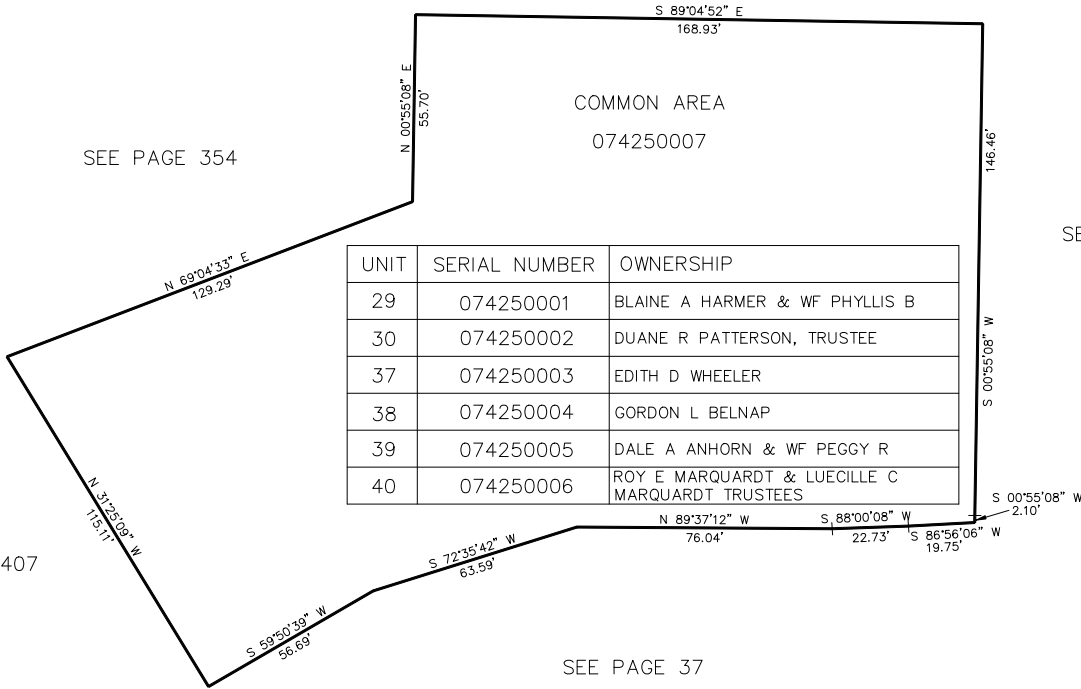 S 89°04'52" E
168.93'
N 00°55'08" E
55.70'
COMMON AREA
074250007
146.46'
S 00°55'08" W
SEE PAGE 354
SE
N 69°04'33" E
129.29'
UNIT SERIAL NUMBER OWNERSHIP
29 074250001 BLAINE A HARMER & WF PHYLLIS B
30 074250002 DUANE R PATTERSON, TRUSTEE
37 074250003 EDITH D WHEELER
38 074250004 GORDON L BELNAP
39 074250005 DALE A ANHORN & WF PEGGY R
40 074250006 ROY E MARQUARDT & LUECILLE C
MARQUARDT TRUSTEES
S 00°55'08" W
2.10'
N 89°37'12" W
76.04'
S 88°00'08" W
22.73'
S 86°56'06" W
19.75'
N 31°25'09" W
115.11'
S 72°35'42" W
63.59'
407
S 59°50'39" W
56.69'
SEE PAGE 37